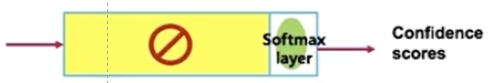 Softmax
layer
Confidence
scores